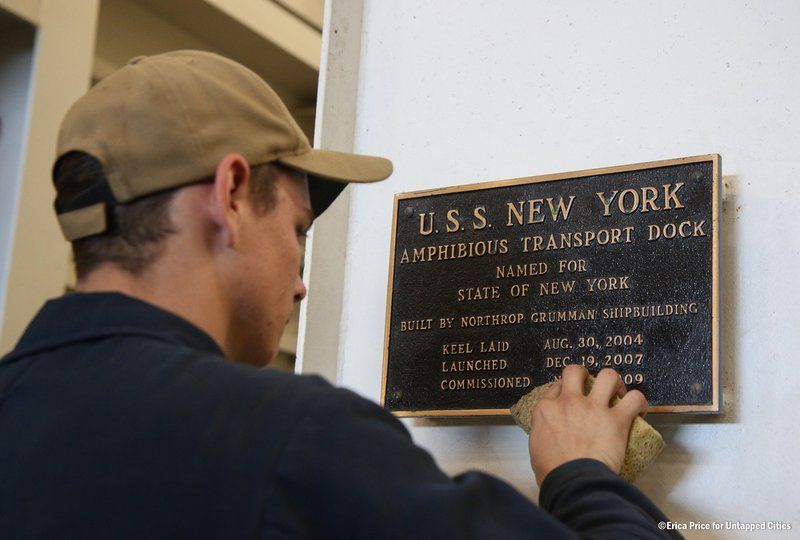 U.S.S. NEW YORK
AMPHIBIOUS TRANSPORT DOCK
NAMED FOR
STATE OF NEW YORK
BUILT BY NORTHROP GRUMMAN SHIPBUILDING
KEEL LAID AUG. 30, 2004
LAUNCHED DEC. 19, 2007
COMMISSIONED
©Erica Price for Untapped Cities